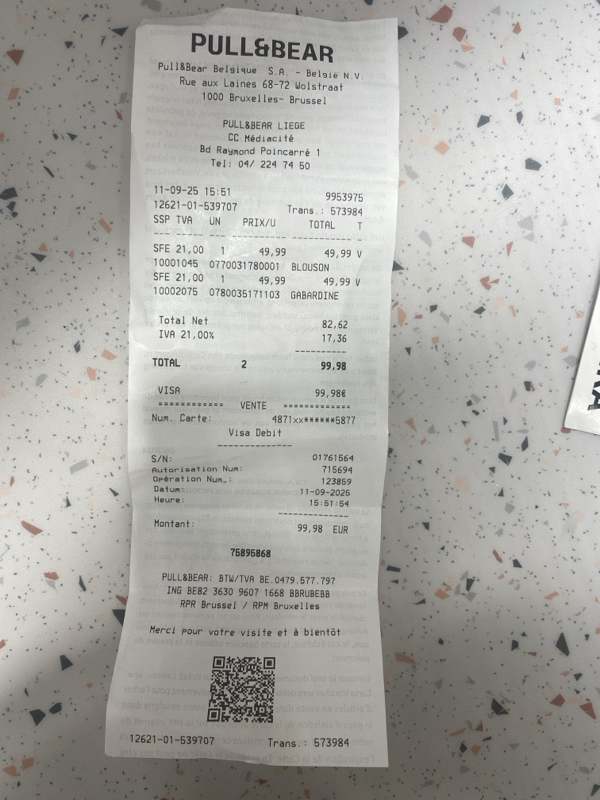 PULL&BEAR
Pull&Bear Belgique S.A. - België N.V.
Rue aux Laines 68-72 Wolstraat
1000 Bruxelles- Brussel
PULL&BEAR LIEGE
CC Médiacité
Bd Raymond Poincarré 1
Tel: 04/ 224 74 50
11-09-25 15:51 9953975
12621-01-539707 Trans.: 573984
SSP TVA UN PRIX/U TOTAL T
SFE 21,00 1 49,99 49,99 V
10001045 0770031780001 BLOUSON
SFE 21,00 1 49,99 49,99 V
10002075 0780035171103 GABARDINE
Total Net 82,62
IVA 21,00% 17,36
----------
TOTAL 2 99,98
VISA 99,98€
============ VENTE ============
Num. Carte: 4871xx******5877
Visa Debit
-------------
S/N: 01761564
Autorisation Num: 715694
Opération Num.: 123859
Datum: 11-09-2025
Heure: 15:51:54
-------------
Montant: 99,98 EUR
75895868
PULL&BEAR: BTW/TVA BE.0479.577.797
ING BE82 3630 9607 1668 BBRUBEBB
RPR Brussel / RPM Bruxelles
Merci pour votre visite et à bientôt
12621-01-539707 Trans.: 573984